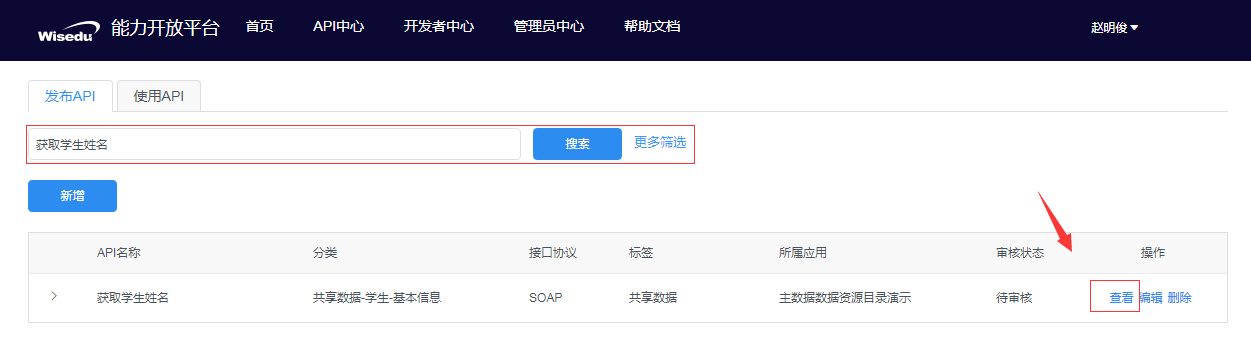 Wisedu 能力开放平台 首页 API中心 开发者中心 管理员中心 帮助文档 赵明俊
发布API 使用API
获取学生姓名 搜索 更多筛选
新增
API名称 分类 接口协议 标签 所属应用 审核状态 操作
获取学生姓名 共享数据-学生-基本信息 SOAP 共享数据 主数据数据资源目录演示 待审核 查看 编辑 删除